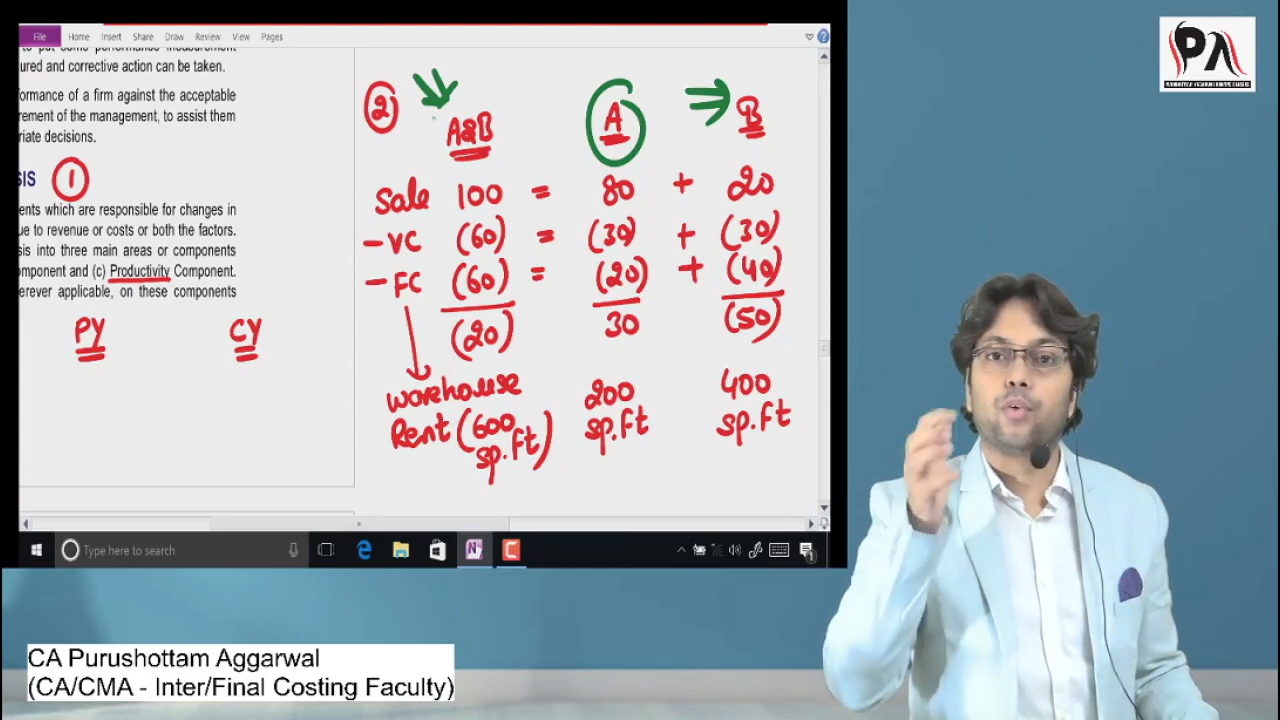 File Home Insert Share Draw Review View Pages
ured and corrective action can be taken.
formance of a firm against the acceptable
rement of the management, to assist them
riate decisions.
SIS ①
ents which are responsible for changes in
ue to revenue or costs or both the factors.
sis into three main areas or components
mponent and (c) Productivity Component.
erever applicable, on these components
PY CY
② A&B A B
Sale 100 = 80 + 20
- VC (60) = (30) + (30)
- FC (60) = (20) + (40)
(20) 30 (50)
warehouse
Rent (600
sp.ft)
200
sp.ft
400
sp.ft
Type here to search
PA
CA Purushottam Aggarwal
(CA/CMA - Inter/Final Costing Faculty)